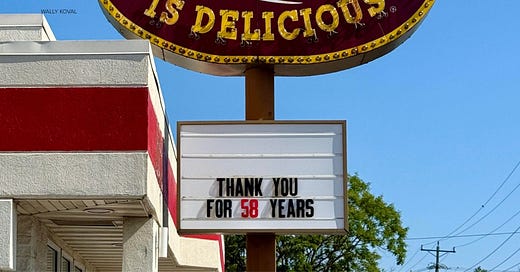 WALLY KOVAL
IS DELICIOUS
®
THANK YOU
FOR 58 YEARS